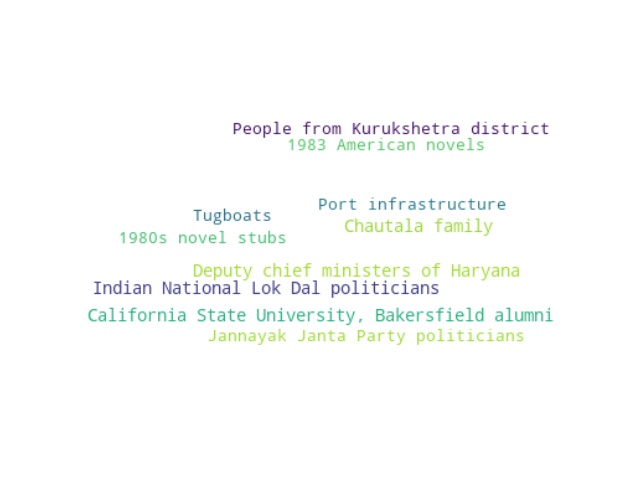 People from Kurukshetra district
1983 American novels
Port infrastructure
Tugboats
Chautala family
1980s novel stubs
Deputy chief ministers of Haryana
Indian National Lok Dal politicians
California State University, Bakersfield alumni
Jannayak Janta Party politicians